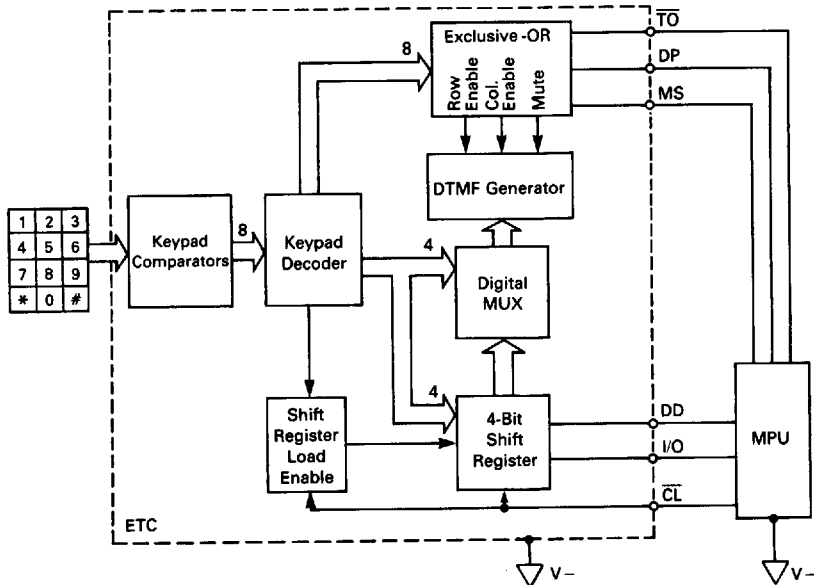 TO
8
Exclusive-OR
DP
Row Enable
Col. Enable
Mute
MS
DTMF Generator
1 2 3
4 5 6
7 8 9
* 0 #
Keypad
Comparators
8
Keypad
Decoder
4
Digital
MUX
4
Shift
Register
Load
Enable
4-Bit
Shift
Register
DD
I/O
CL
MPU
ETC
V−
V−